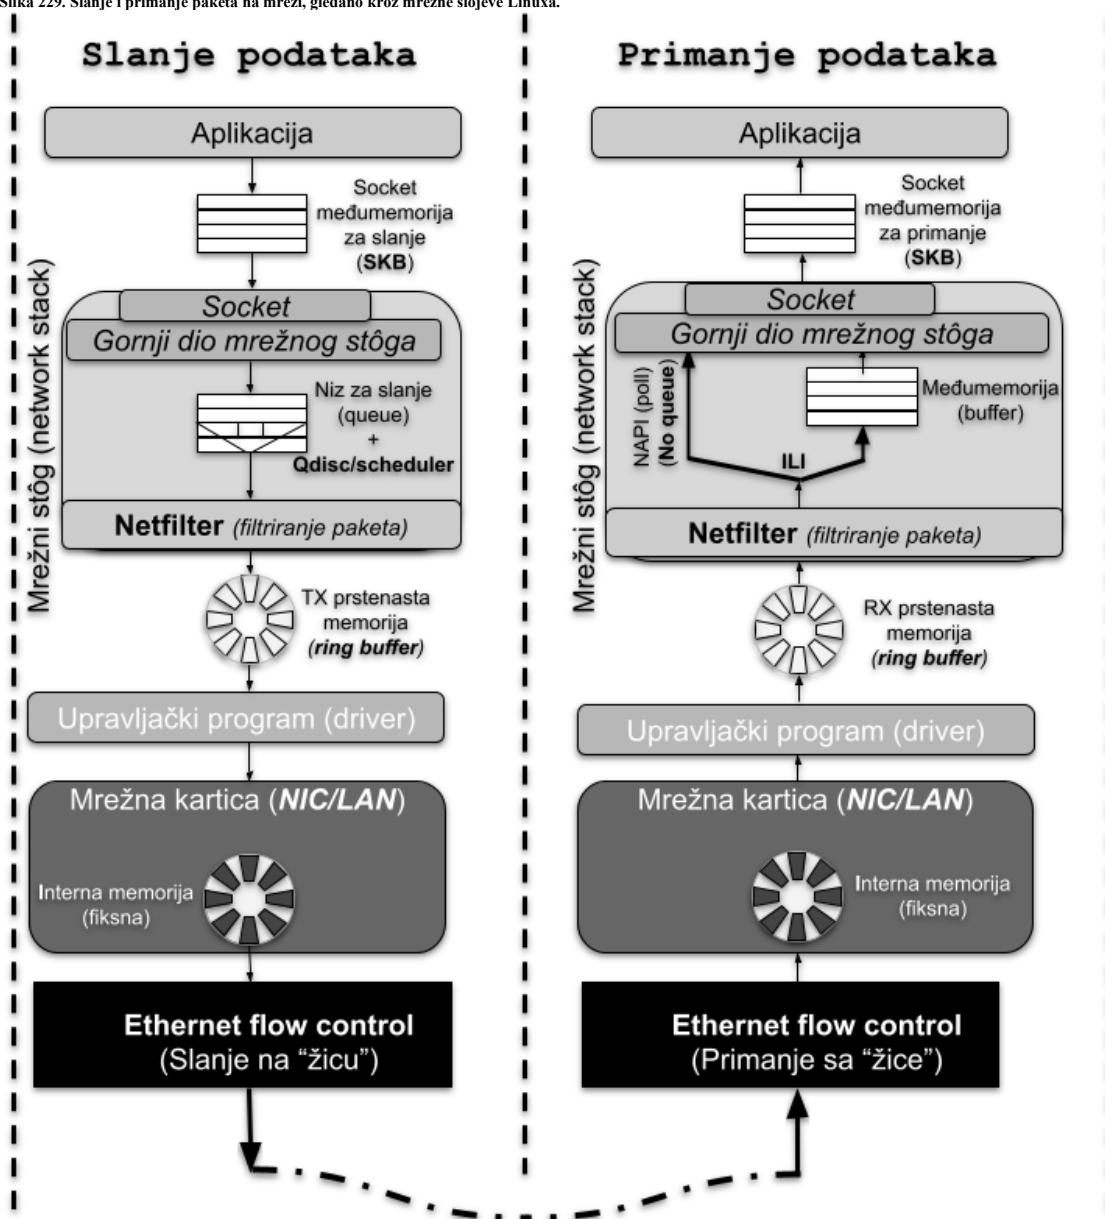 Slika 229. Slanje i primanje paketa na mreži, gledano kroz mrežne slojeve Linuxa.
Slanje podataka
Aplikacija
Socket
međumemorija
za slanje
(SKB)
Mrežni stôg (network stack)
Socket
Gornji dio mrežnog stôga
Niz za slanje
(queue)
+
Qdisc/scheduler
Netfilter (filtriranje paketa)
TX prstenasta
memorija
(ring buffer)
Upravljački program (driver)
Mrežna kartica (NIC/LAN)
Interna memorija
(fiksna)
Ethernet flow control
(Slanje na “žicu”)
Primanje podataka
Aplikacija
Socket
međumemorija
za primanje
(SKB)
Mrežni stôg (network stack)
Socket
Gornji dio mrežnog stôga
NAPI (poll)
(No queue)
Međumemorija
(buffer)
ILI
Netfilter (filtriranje paketa)
RX prstenasta
memorija
(ring buffer)
Upravljački program (driver)
Mrežna kartica (NIC/LAN)
Interna memorija
(fiksna)
Ethernet flow control
(Primanje sa “žice”)